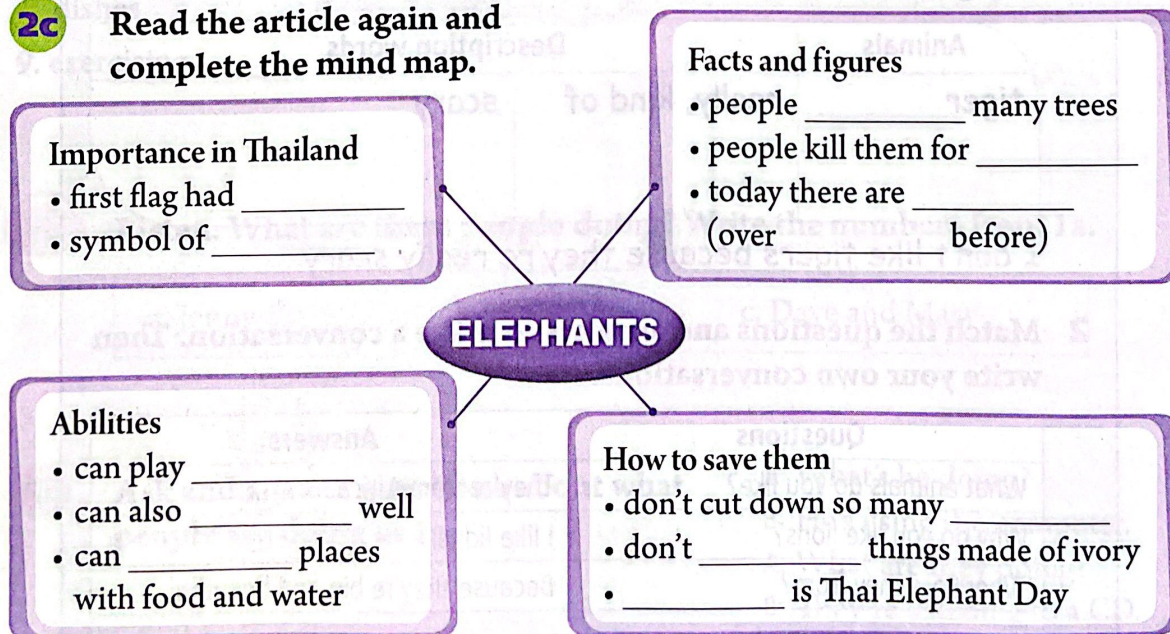 2c Read the article again and
complete the mind map.
Importance in Thailand
• first flag had __________
• symbol of __________
Facts and figures
• people __________ many trees
• people kill them for __________
• today there are __________
(over __________ before)
ELEPHANTS
Abilities
• can play __________
• can also __________ well
• can __________ places
with food and water
How to save them
• don't cut down so many __________
• don't __________ things made of ivory
• __________ is Thai Elephant Day